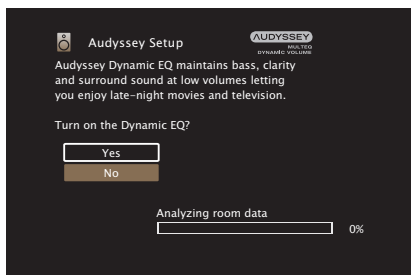 Audyssey Setup
AUDYSSEY
MULTEQ
DYNAMIC VOLUME
Audyssey Dynamic EQ maintains bass, clarity
and surround sound at low volumes letting
you enjoy late-night movies and television.
Turn on the Dynamic EQ?
Yes
No
Analyzing room data
0%